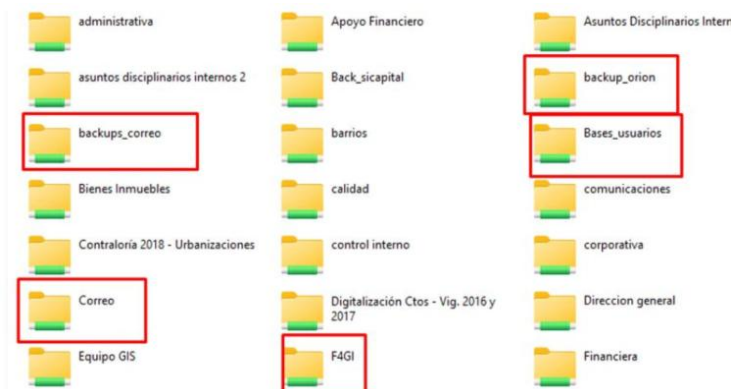 administrativa
Apoyo Financiero
Asuntos Disciplinarios Intern
asuntos disciplinarios internos 2
Back_sicapital
backup_orion
backups_correo
barrios
Bases_usuarios
Bienes Inmuebles
calidad
comunicaciones
Contraloría 2018 - Urbanizaciones
control interno
corporativa
Correo
Digitalización Ctos - Vig. 2016 y
2017
Direccion general
Equipo GIS
F4GI
Financiera